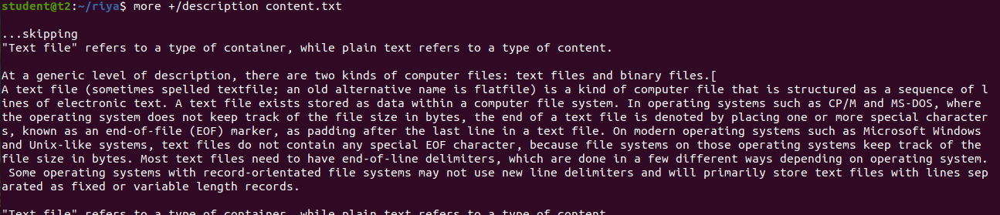 student@t2:~/riya$ more +/description content.txt
...skipping
"Text file" refers to a type of container, while plain text refers to a type of content.
At a generic level of description, there are two kinds of computer files: text files and binary files.[
A text file (sometimes spelled textfile; an old alternative name is flatfile) is a kind of computer file that is structured as a sequence of l
ines of electronic text. A text file exists stored as data within a computer file system. In operating systems such as CP/M and MS-DOS, where
the operating system does not keep track of the file size in bytes, the end of a text file is denoted by placing one or more special character
s, known as an end-of-file (EOF) marker, as padding after the last line in a text file. On modern operating systems such as Microsoft Windows
and Unix-like systems, text files do not contain any special EOF character, because file systems on those operating systems keep track of the
file size in bytes. Most text files need to have end-of-line delimiters, which are done in a few different ways depending on operating system.
Some operating systems with record-orientated file systems may not use new line delimiters and will primarily store text files with lines sep
arated as fixed or variable length records.
"Text file" refers to a type of container, while plain text refers to a type of content.